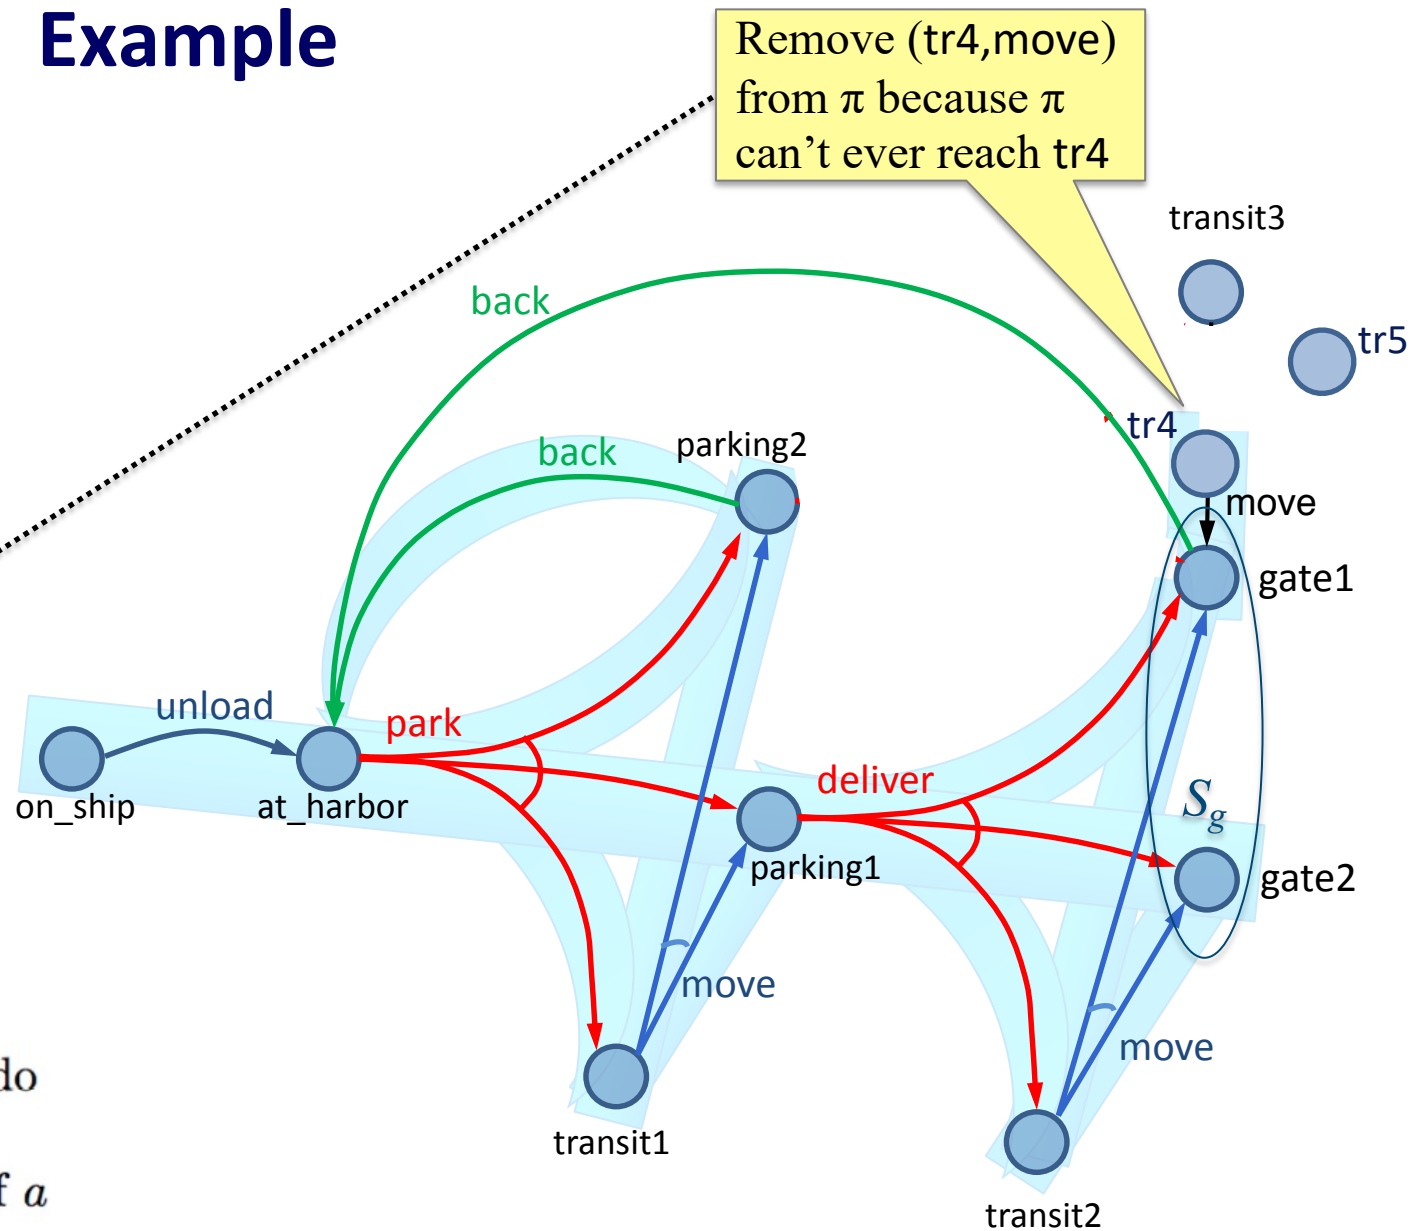 Example
Remove (tr4,move)
from π because π
can’t ever reach tr4
transit3
back
tr5
tr4
parking2
back
move
gate1
unload
park
deliver
S_g
on_ship
at_harbor
parking1
gate2
move
move
do
f a
transit1
transit2